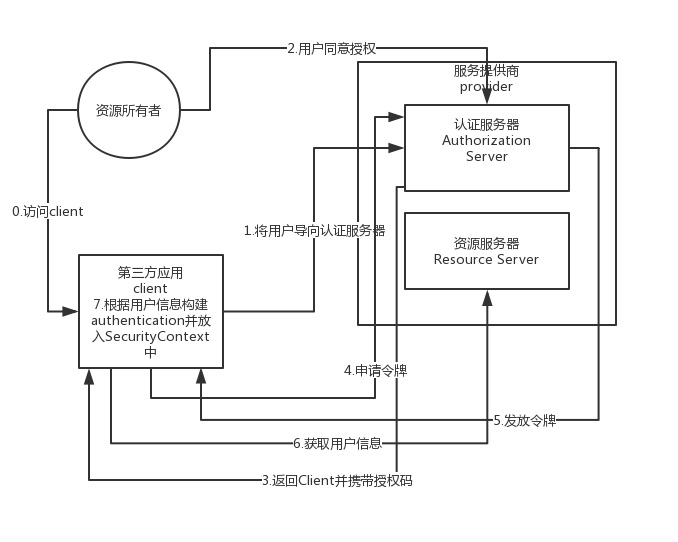 2.用户同意授权
服务提供商
provider
资源所有者
认证服务器
Authorization
Server
0.访问client
1.将用户导向认证服务器
资源服务器
Resource Server
第三方应用
client
7.根据用户信息构建
authentication并放
入SecurityContext
中
4.申请令牌
5.发放令牌
6.获取用户信息
3.返回Client并携带授权码